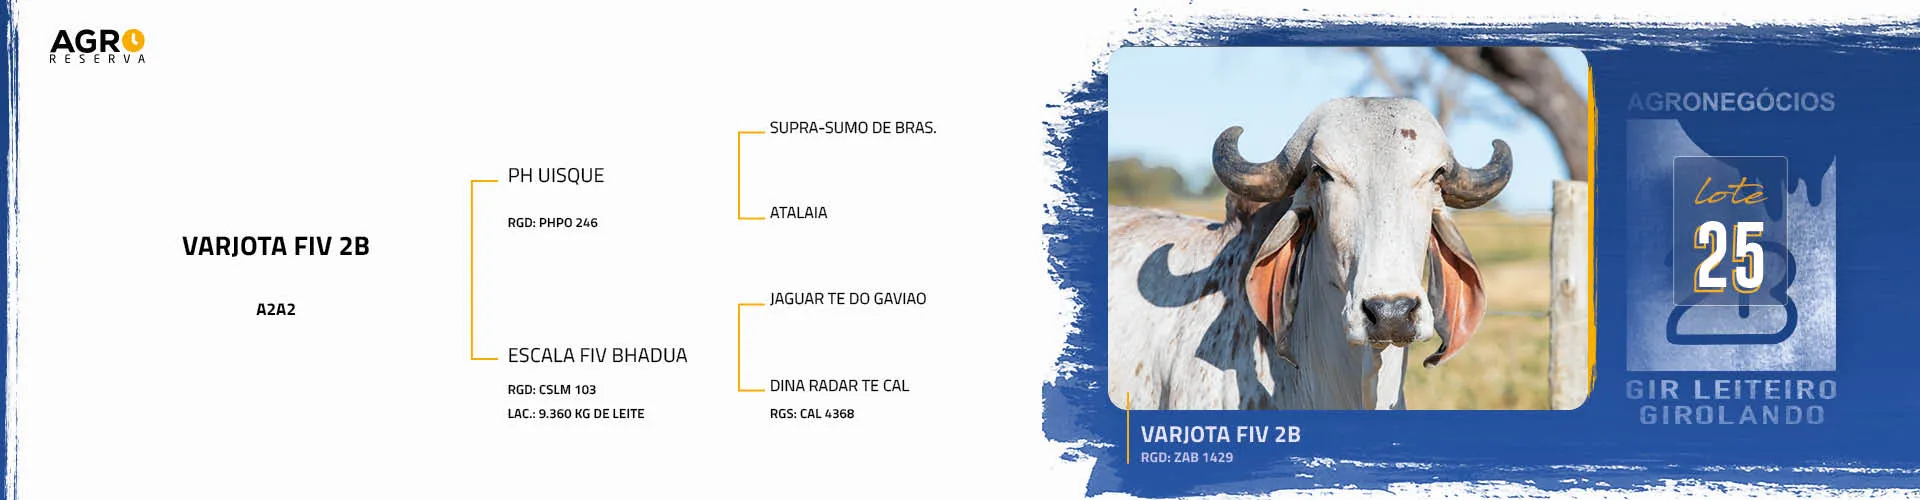 AGRO
RESERVA
VARJOTA FIV 2B
A2A2
PH UISQUE
RGD: PHPO 246
ESCALA FIV BHADUA
RGD: CSLM 103
LAC.: 9.360 KG DE LEITE
SUPRA-SUMO DE BRAS.
ATALAIA
JAGUAR TE DO GAVIAO
DINA RADAR TE CAL
RGS: CAL 4368
VARJOTA FIV 2B
RGD: ZAB 1429
AGRONEGÓCIOS
lote
25
2B
GIR LEITEIRO
GIROLANDO